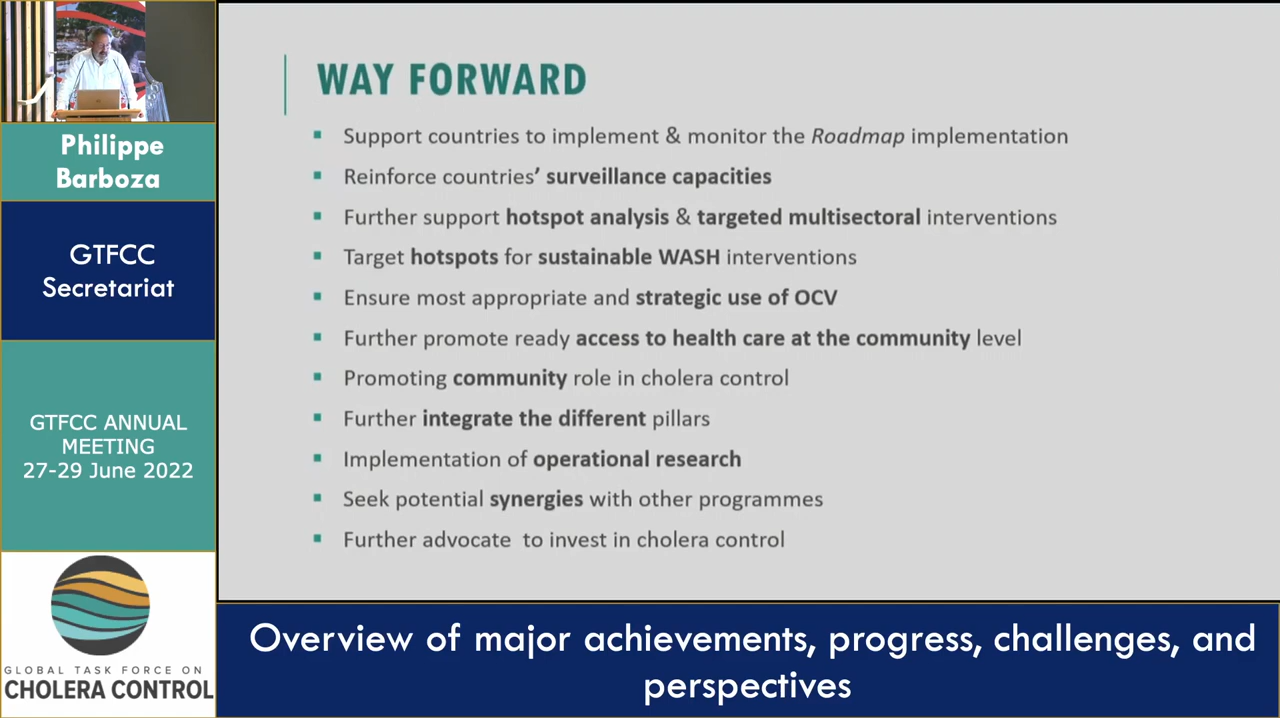 Philippe
Barboza
GTFCC
Secretariat
GTFCC ANNUAL
MEETING
27-29 June 2022
GLOBAL TASK FORCE ON
CHOLERA CONTROL
WAY FORWARD
▪ Support countries to implement & monitor the Roadmap implementation
▪ Reinforce countries' surveillance capacities
▪ Further support hotspot analysis & targeted multisectoral interventions
▪ Target hotspots for sustainable WASH interventions
▪ Ensure most appropriate and strategic use of OCV
▪ Further promote ready access to health care at the community level
▪ Promoting community role in cholera control
▪ Further integrate the different pillars
▪ Implementation of operational research
▪ Seek potential synergies with other programmes
▪ Further advocate to invest in cholera control
Overview of major achievements, progress, challenges, and
perspectives